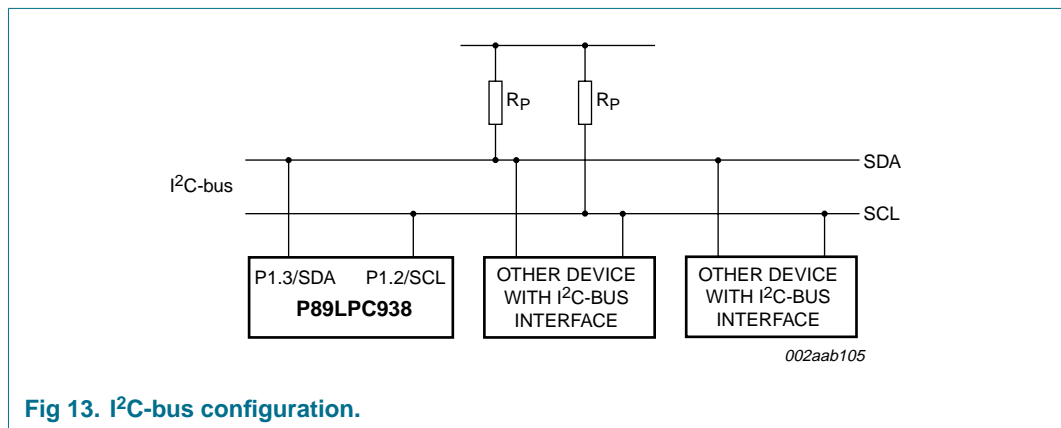 RP RP
SDA
I2C-bus
SCL
P1.3/SDA P1.2/SCL
P89LPC938
OTHER DEVICE
WITH I2C-BUS
INTERFACE
OTHER DEVICE
WITH I2C-BUS
INTERFACE
002aab105
Fig 13. I2C-bus configuration.